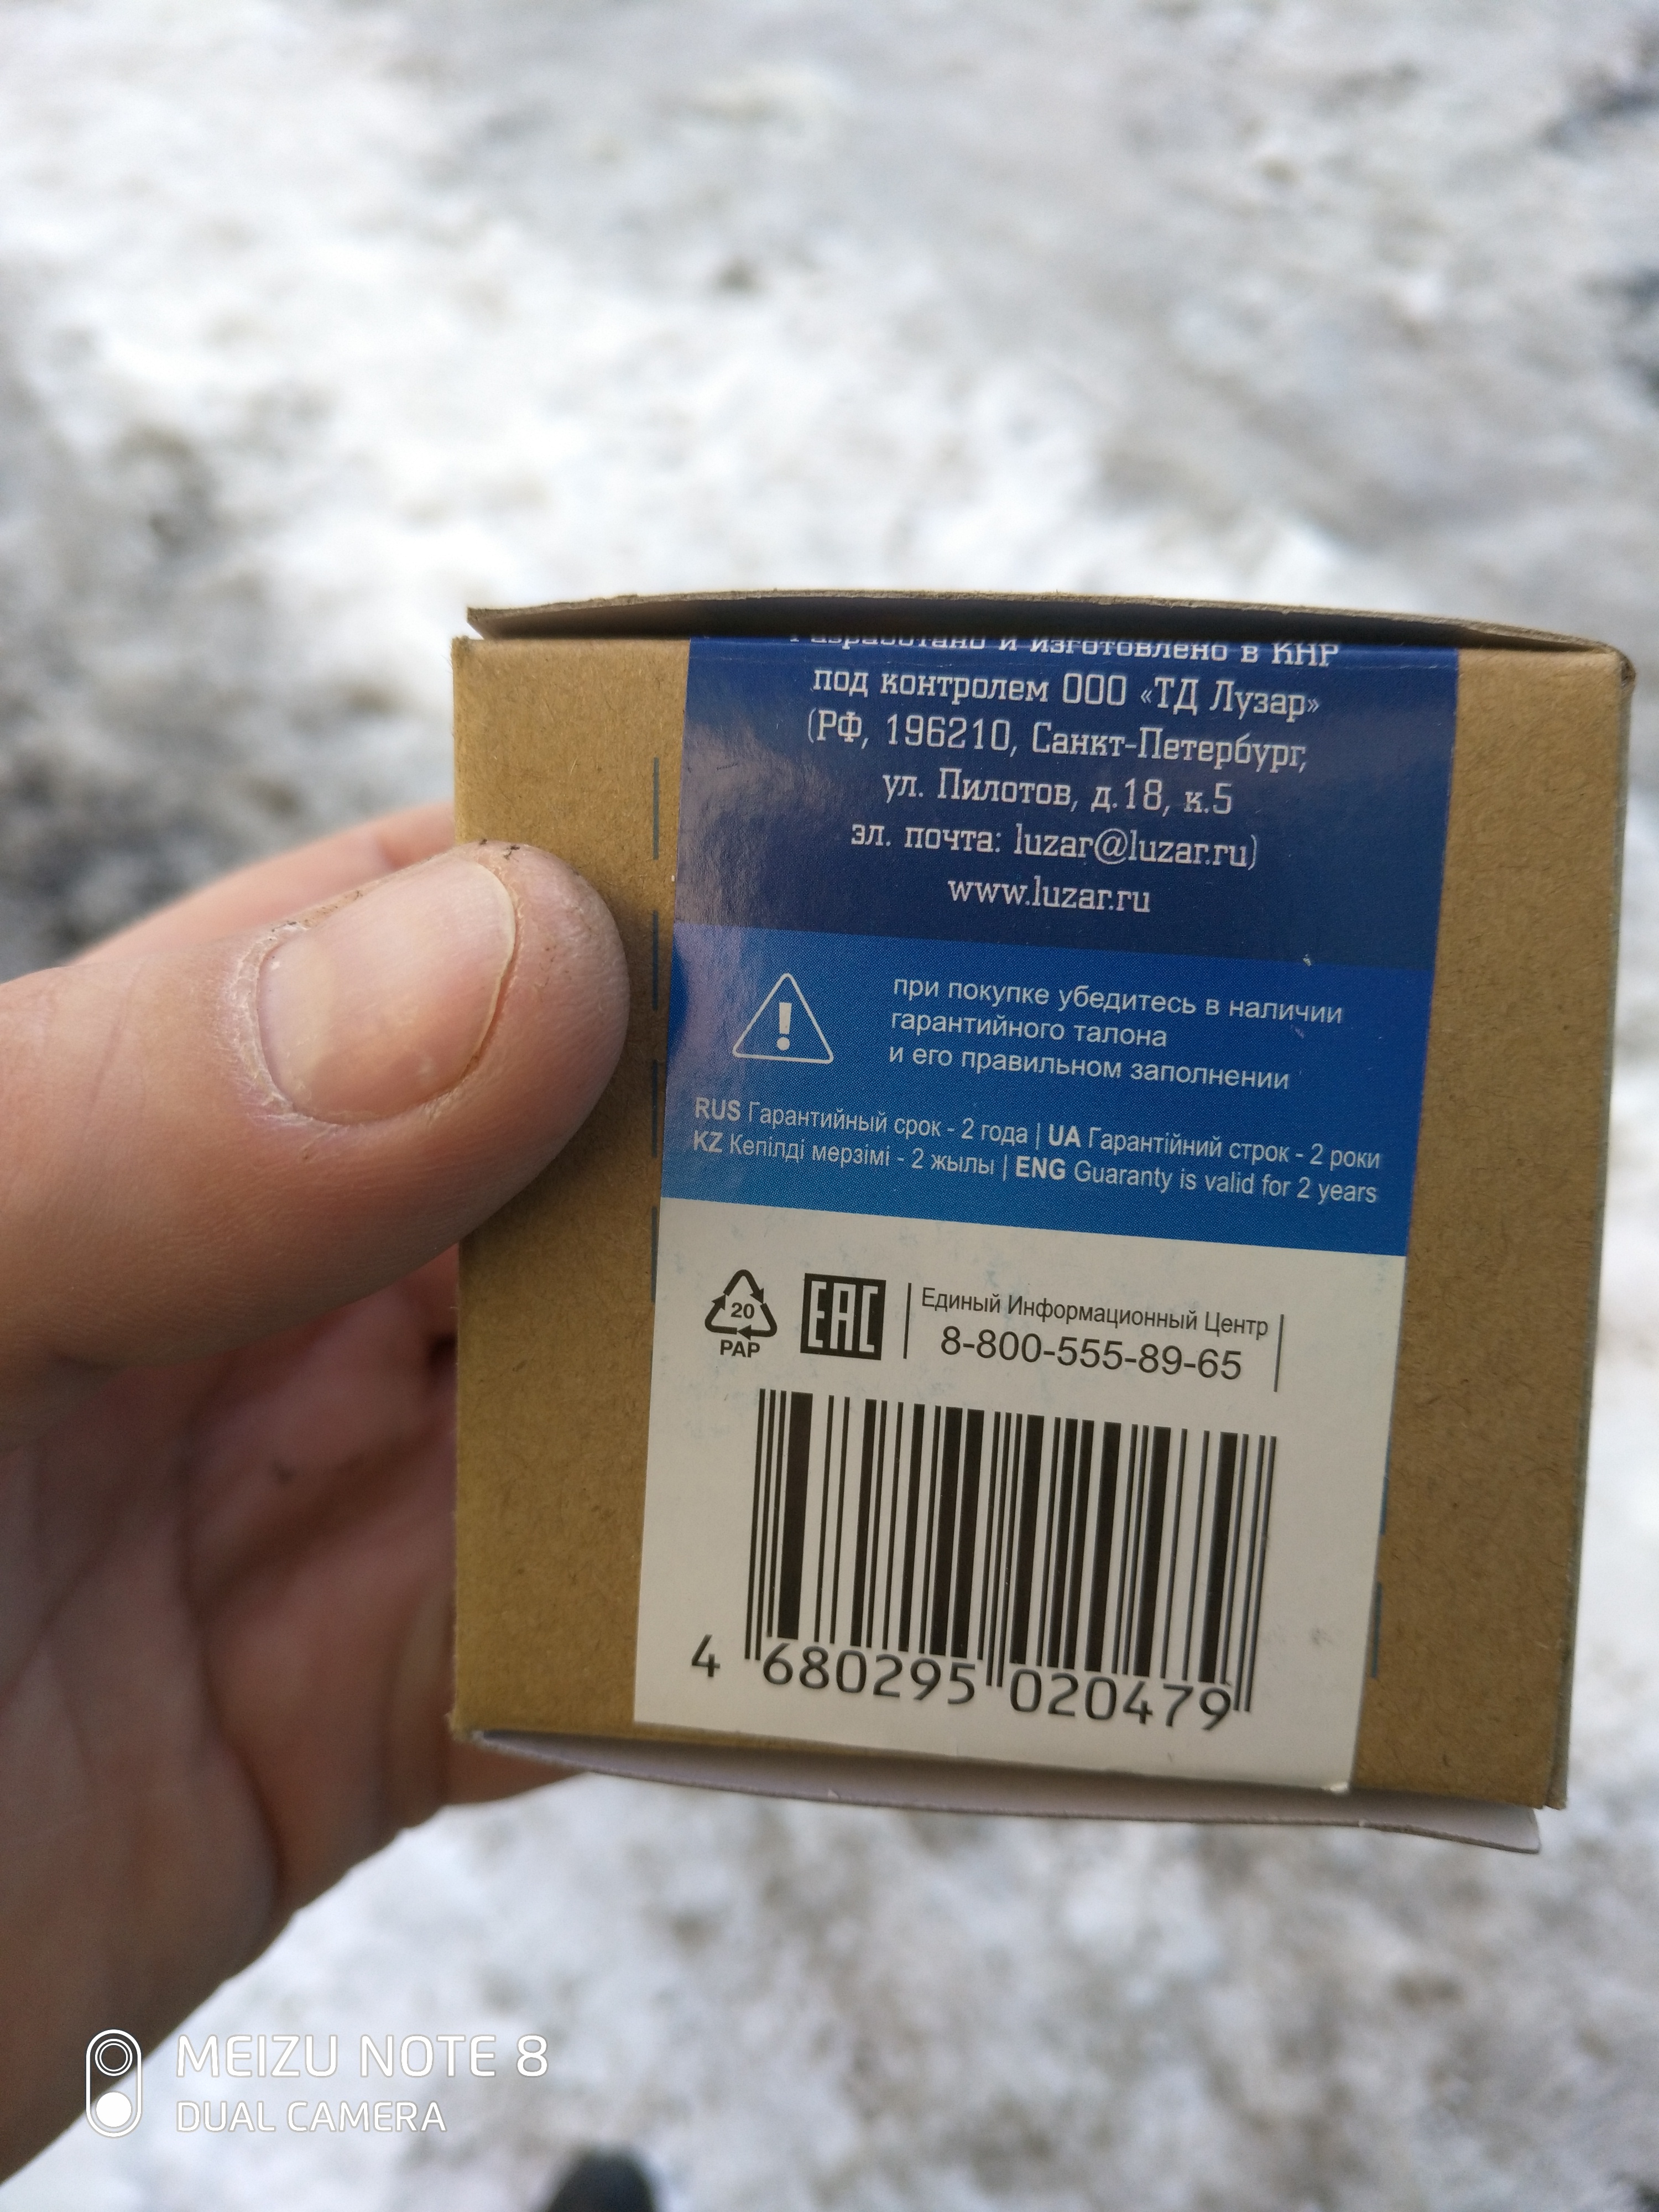 Разработано и изготовлено в КНР
под контролем ООО «ТД Лузар»
(РФ, 196210, Санкт-Петербург,
ул. Пилотов, д.18, к.5
эл. почта: luzar@luzar.ru)
www.luzar.ru
при покупке убедитесь в наличии
гарантийного талона
и его правильном заполнении
RUS Гарантийный срок - 2 года | UA Гарантійний строк - 2 роки
KZ Кепілді мерзімі - 2 жылы | ENG Guaranty is valid for 2 years
20
PAP
EAC
Единый Информационный Центр
8-800-555-89-65
4 680295 020479
MEIZU NOTE 8
DUAL CAMERA